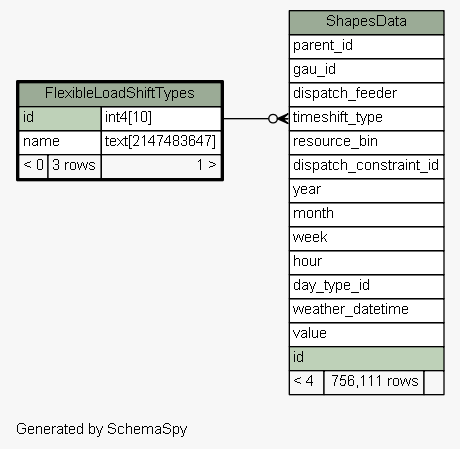 FlexibleLoadShiftTypes
id int4[10]
name text[2147483647]
< 0 3 rows 1 >
ShapesData
parent_id
gau_id
dispatch_feeder
timeshift_type
resource_bin
dispatch_constraint_id
year
month
week
hour
day_type_id
weather_datetime
value
id
< 4 756,111 rows
Generated by SchemaSpy